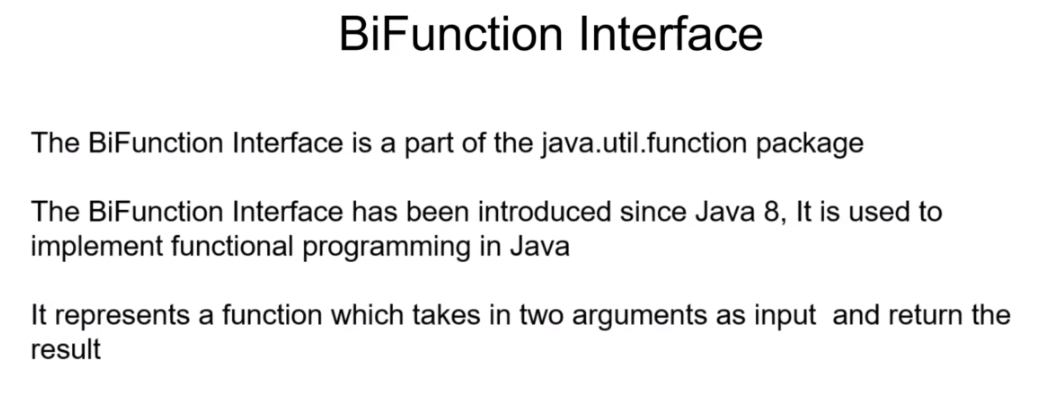 BiFunction Interface
The BiFunction Interface is a part of the java.util.function package
The BiFunction Interface has been introduced since Java 8, It is used to
implement functional programming in Java
It represents a function which takes in two arguments as input  and return the
result